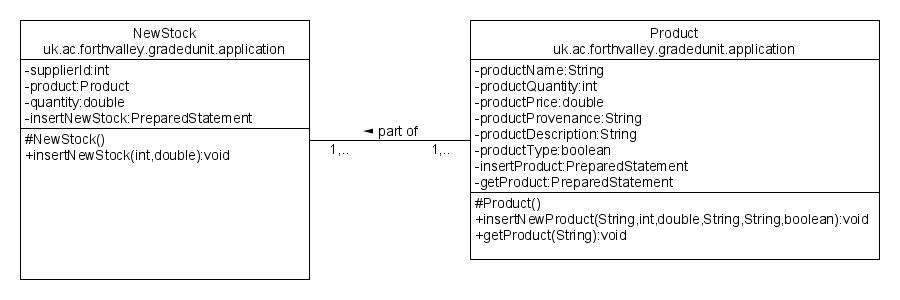 NewStock
uk.ac.forthvalley.gradedunit.application
-supplierId:int
-product:Product
-quantity:double
-insertNewStock:PreparedStatement
#NewStock()
+insertNewStock(int,double):void
◄ part of
1,..
1,..
Product
uk.ac.forthvalley.gradedunit.application
-productName:String
-productQuantity:int
-productPrice:double
-productProvenance:String
-productDescription:String
-productType:boolean
-insertProduct:PreparedStatement
-getProduct:PreparedStatement
#Product()
+insertNewProduct(String,int,double,String,String,boolean):void
+getProduct(String):void